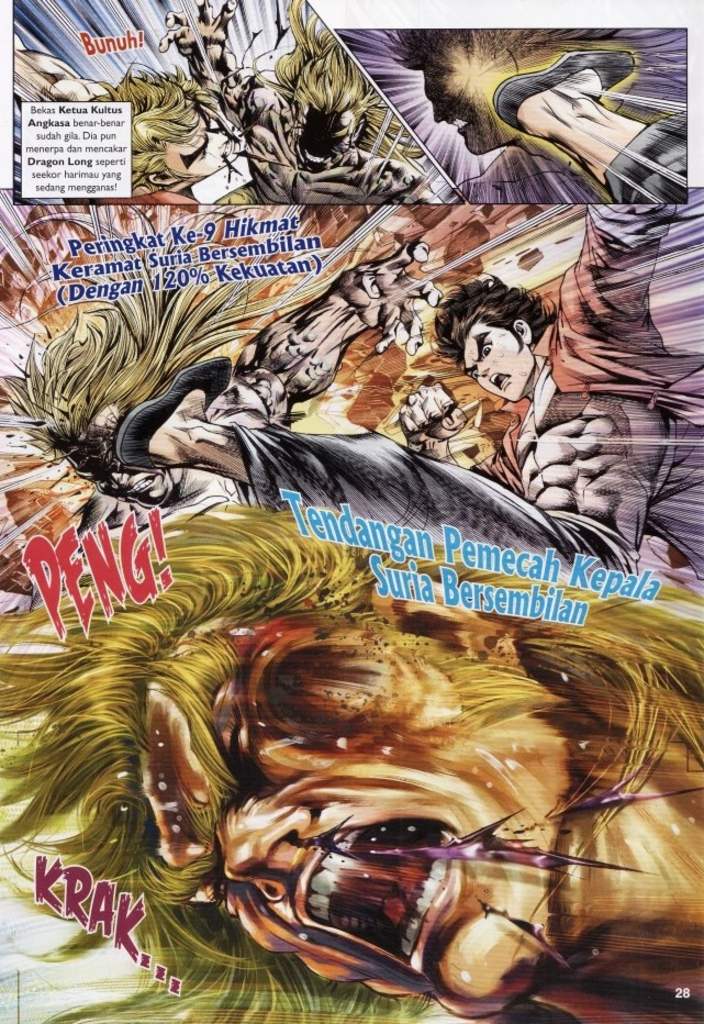 Bunuh!
Bekas Ketua Kultus
Angkasa benar-benar
sudah gila. Dia pun
menerpa dan mencakar
Dragon Long seperti
seekor harimau yang
sedang mengganas!
Peringkat Ke-9 Hikmat
Keramat Suria Bersembilan
(Dengan 120% Kekuatan)
Tendangan Pemecah Kepala
Suria Bersembilan
PENG!
KRAK...
28